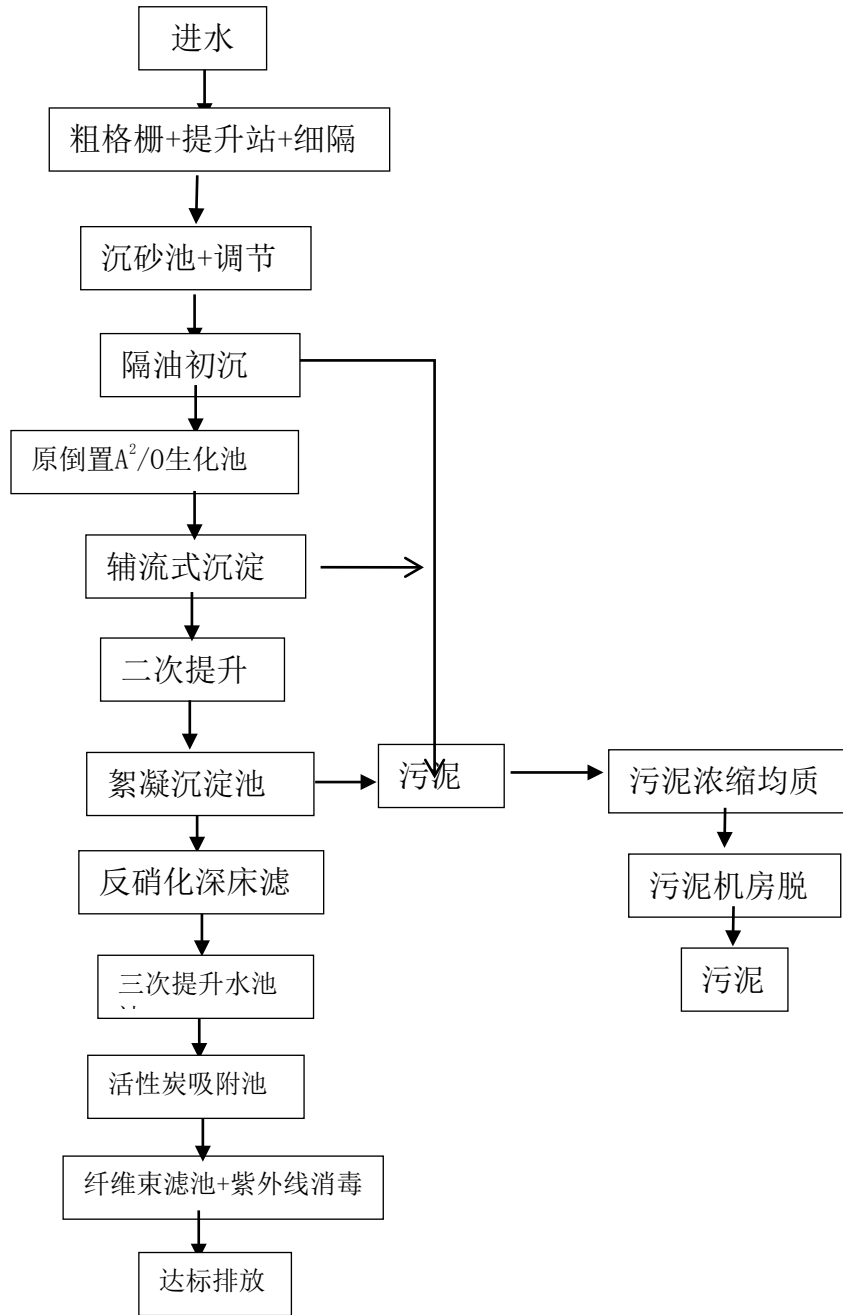 进水
粗格栅+提升站+细隔
沉砂池+调节
隔油初沉
原倒置A²/O生化池
辅流式沉淀
二次提升
絮凝沉淀池
污泥
污泥浓缩均质
反硝化深床滤
污泥机房脱
三次提升水池
污泥
活性炭吸附池
纤维束滤池+紫外线消毒
达标排放